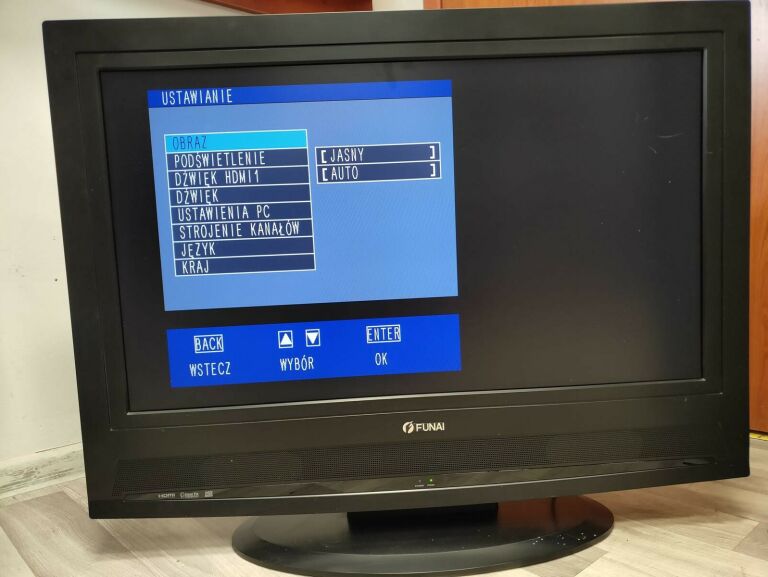 USTAWIANIE
OBRAZ
PODŚWIETLENIE [JASNY ]
DŹWIĘK HDMI1 [AUTO ]
DŹWIĘK
USTAWIENIA PC
STROJENIE KANAŁÓW
JĘZYK
KRAJ
BACK ENTER
WSTECZ WYBÓR OK
FUNAI
HDMI